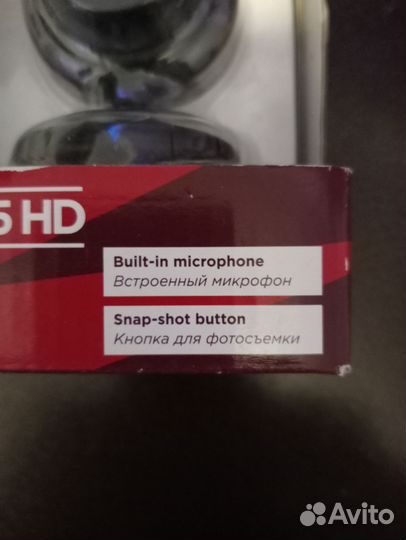 5 HD
Built-in microphone
Встроенный микрофон
Snap-shot button
Кнопка для фотосъемки
Avito